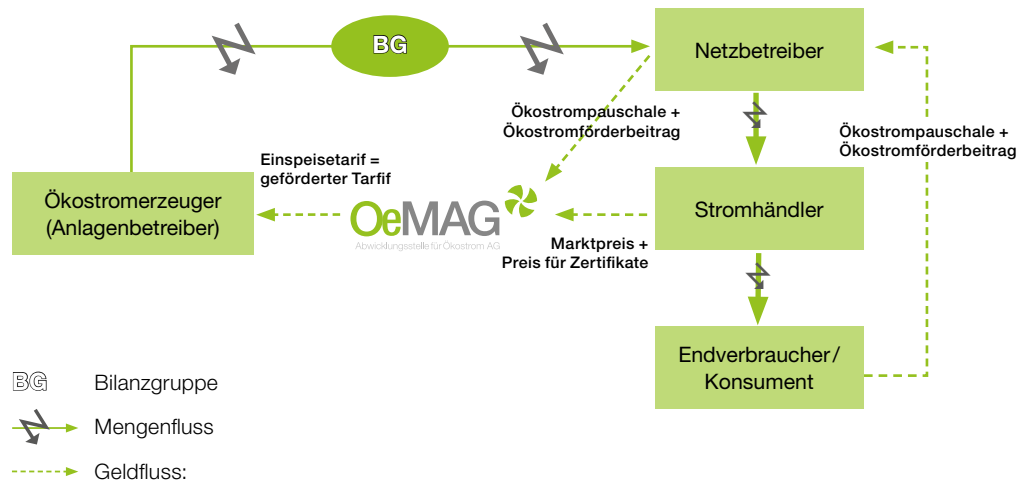 BG
Netzbetreiber
Ökostrompauschale +
Ökostromförderbeitrag
Ökostrompauschale +
Ökostromförderbeitrag
Einspeisetarif =
geförderter Tarfif
Ökostromerzeuger
(Anlagenbetreiber)
OeMAG
Abwicklungsstelle für Ökostrom AG
Stromhändler
Marktpreis +
Preis für Zertifikate
Endverbraucher/
Konsument
BG Bilanzgruppe
Mengenfluss
Geldfluss: